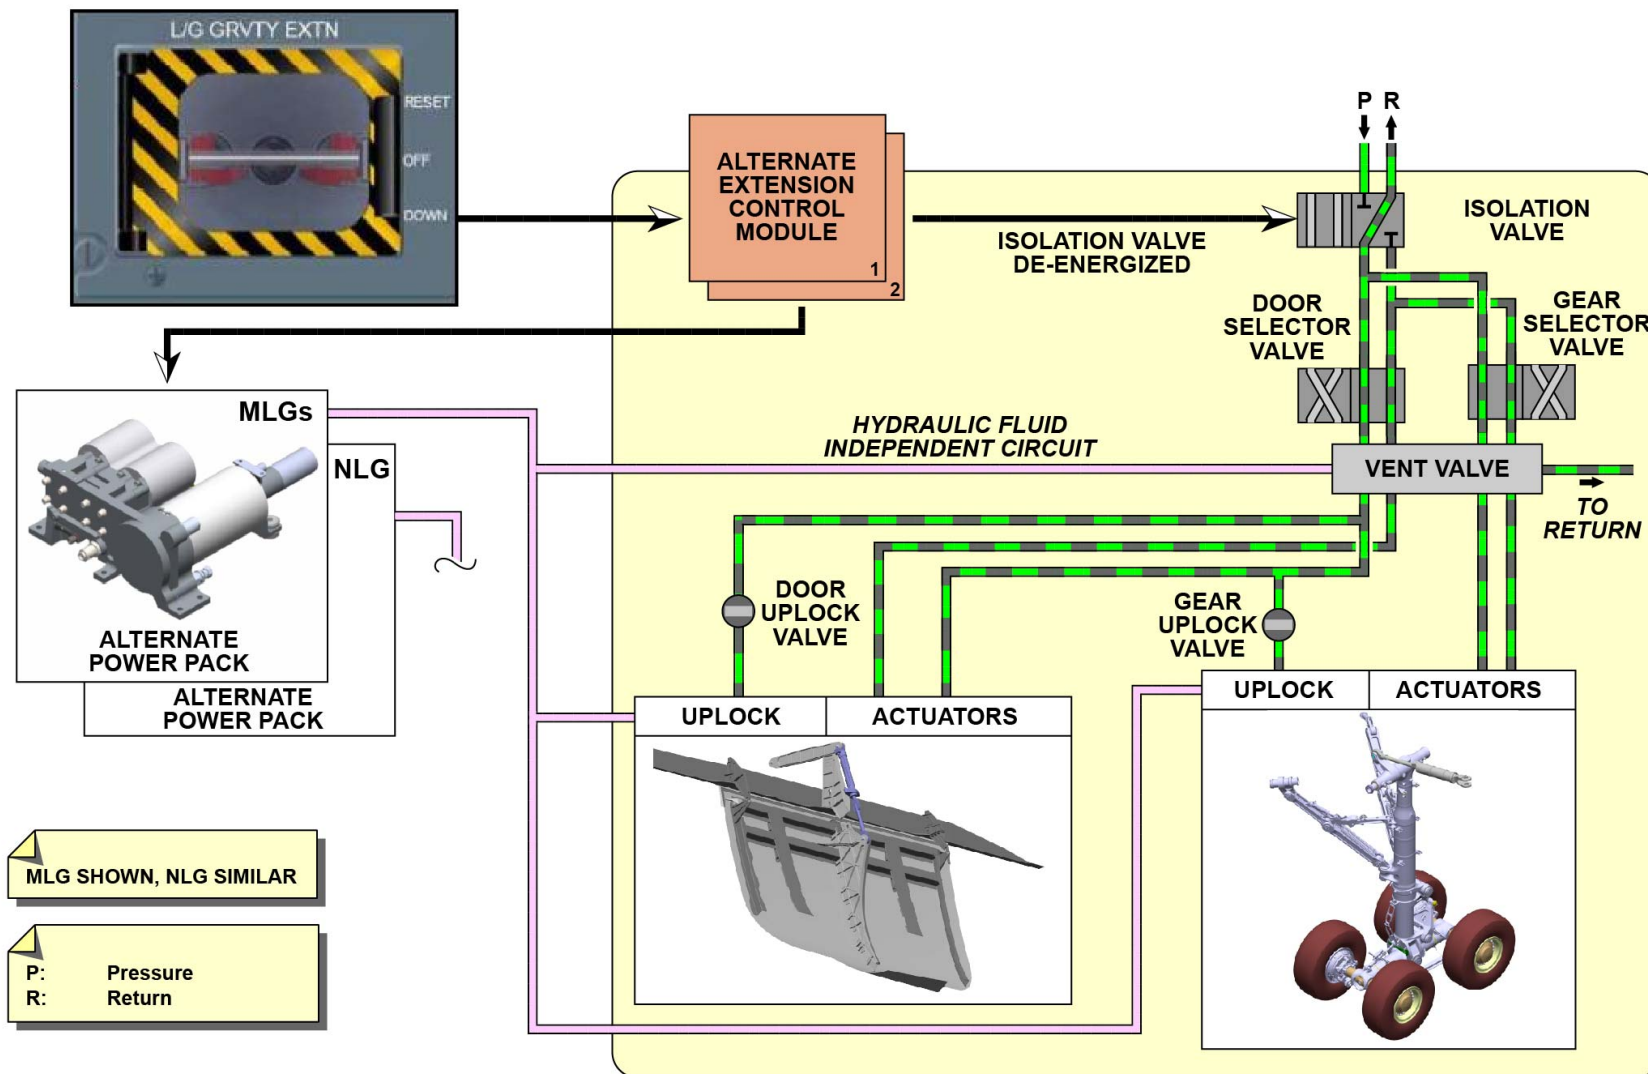 L/G GRVTY EXTN
RESET
OFF
DOWN
ALTERNATE
EXTENSION
CONTROL
MODULE
1
2
P R
ISOLATION VALVE
DE-ENERGIZED
ISOLATION
VALVE
DOOR
SELECTOR
VALVE
GEAR
SELECTOR
VALVE
MLGs
NLG
HYDRAULIC FLUID
INDEPENDENT CIRCUIT
VENT VALVE
TO
RETURN
DOOR
UPLOCK
VALVE
GEAR
UPLOCK
VALVE
ALTERNATE
POWER PACK
ALTERNATE
POWER PACK
UPLOCK
ACTUATORS
UPLOCK
ACTUATORS
MLG SHOWN, NLG SIMILAR
P: Pressure
R: Return